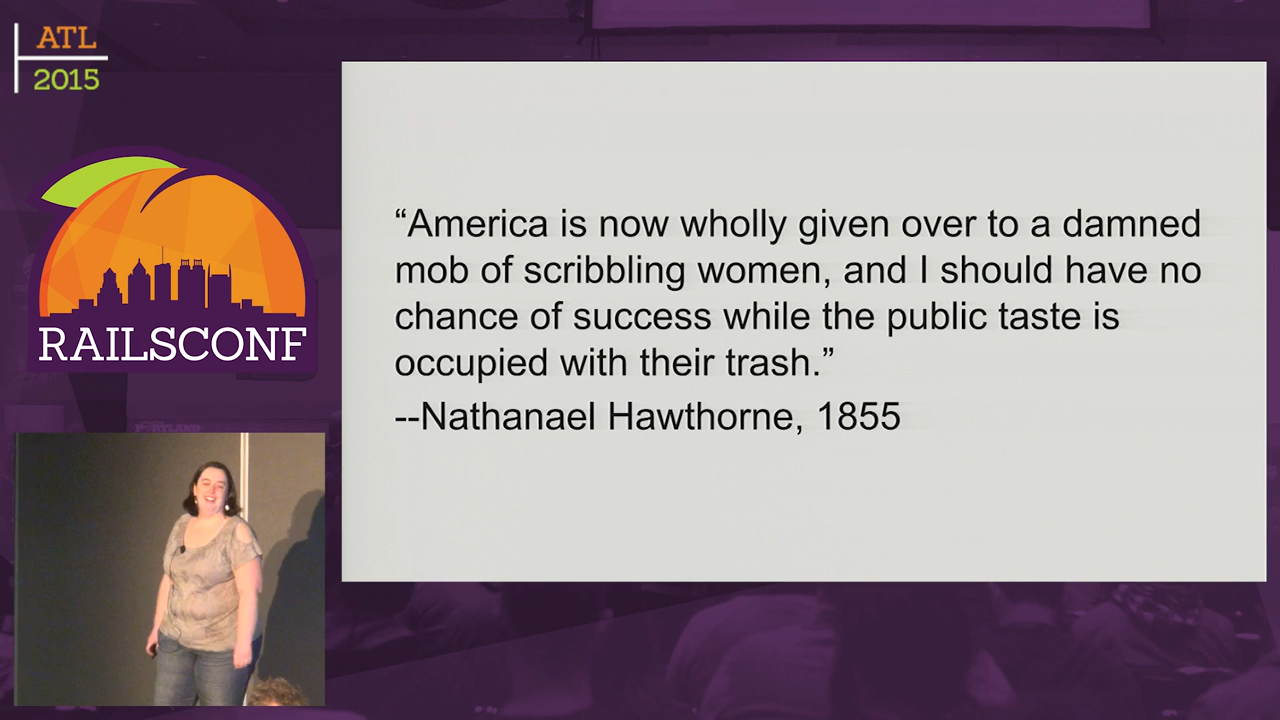 ATL
2015
RAILSCONF
“America is now wholly given over to a damned
mob of scribbling women, and I should have no
chance of success while the public taste is
occupied with their trash.”
--Nathanael Hawthorne, 1855
PORTLAND